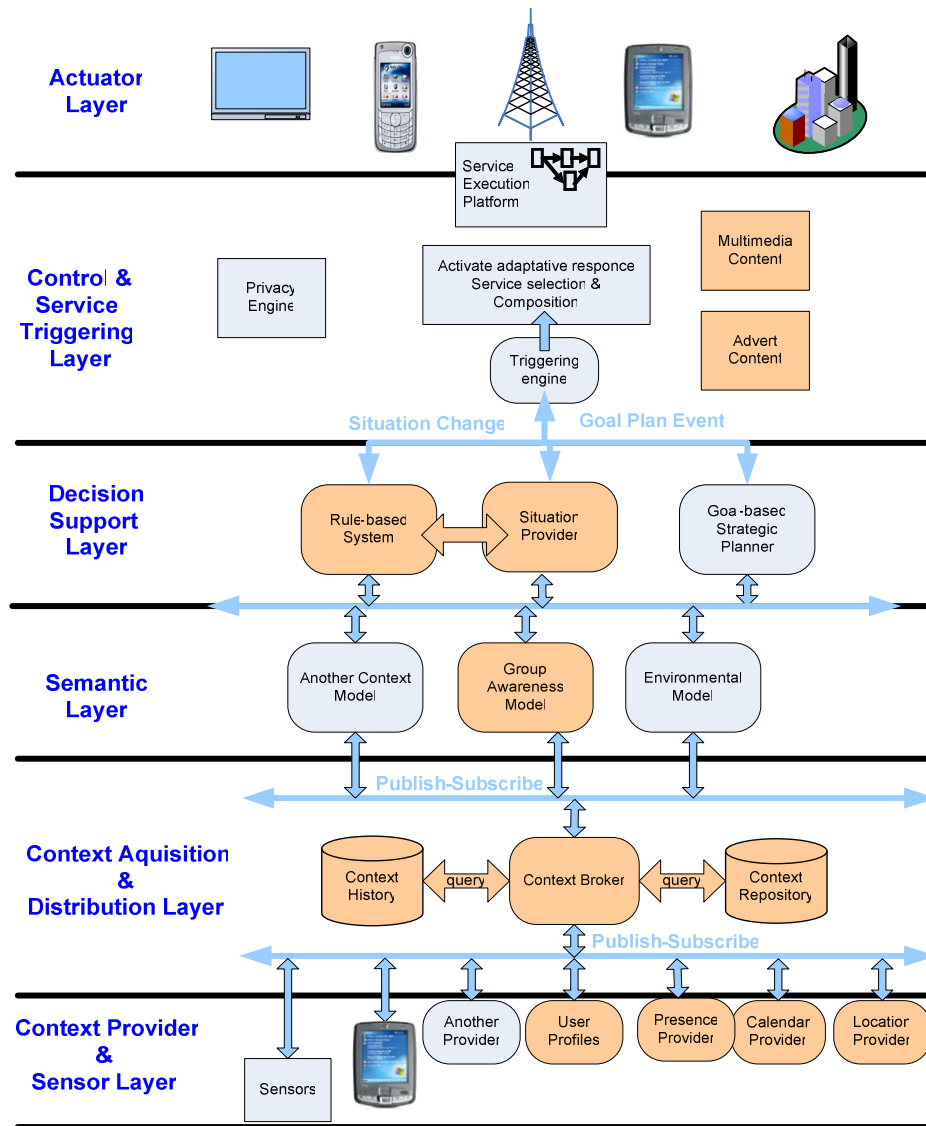 Actuator
Layer
Service
Execution
Platform
Control &
Service
Triggering
Layer
Privacy
Engine
Activate adaptative responce
Service selection &
Composition
Multimedia
Content
Advert
Content
Triggering
engine
Situation Change
Goal Plan Event
Decision
Support
Layer
Rule-based
System
Situation
Provider
Goa-based
Strategic
Planner
Semantic
Layer
Another Context
Model
Group
Awareness
Model
Environmental
Model
Publish-Subscribe
Context Aquisition
&
Distribution Layer
Context
History
query
Context Broker
query
Context
Repository
Publish-Subscribe
Context Provider
&
Sensor Layer
Sensors
Another
Provider
User
Profiles
Presence
Provider
Calendar
Provider
Location
Provider